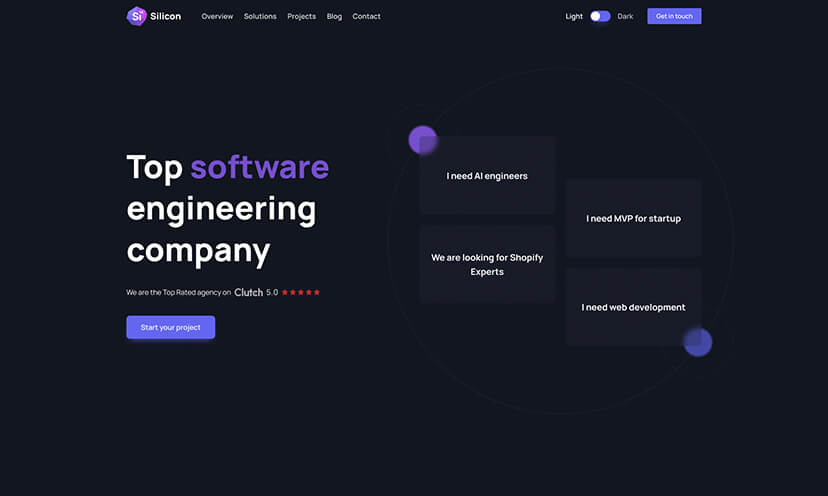 Si Silicon Overview Solutions Projects Blog Contact Light Dark Get in touch
Top software
engineering
company
We are the Top Rated agency on Clutch 5.0
Start your project
I need AI engineers
We are looking for Shopify
Experts
I need MVP for startup
I need web development